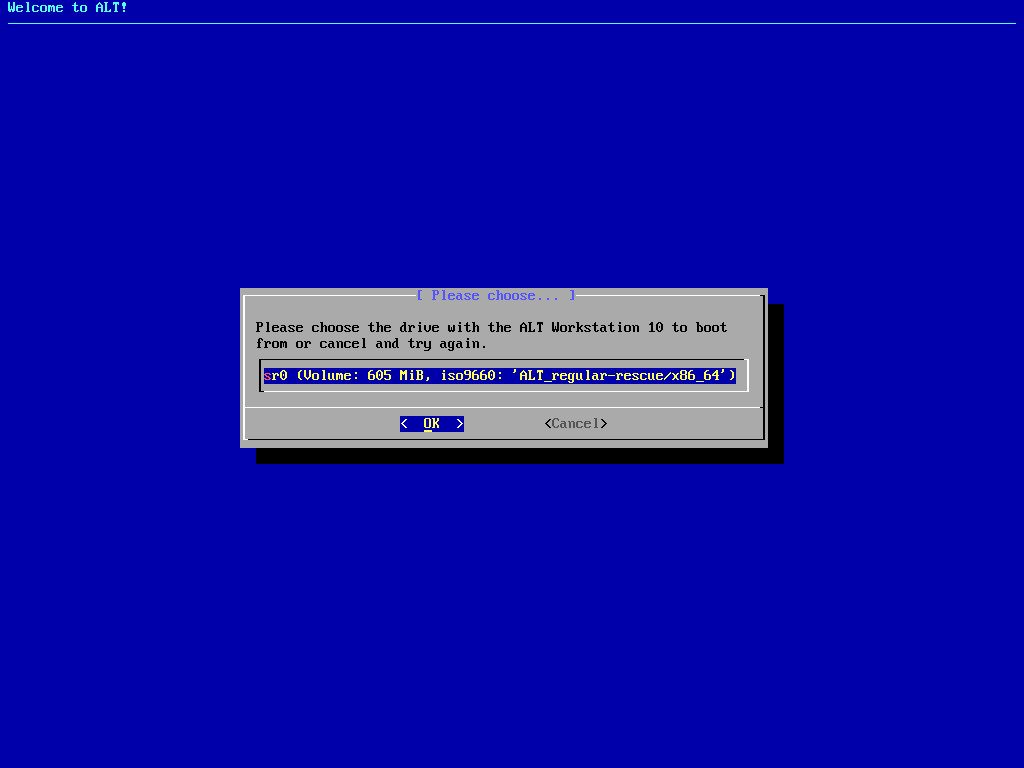 Welcome to ALT!
[ Please choose... ]
Please choose the drive with the ALT Workstation 10 to boot
from or cancel and try again.
sr0 (Volume: 605 MiB, iso9660: 'ALT_regular-rescue/x86_64')
< OK > <Cancel>